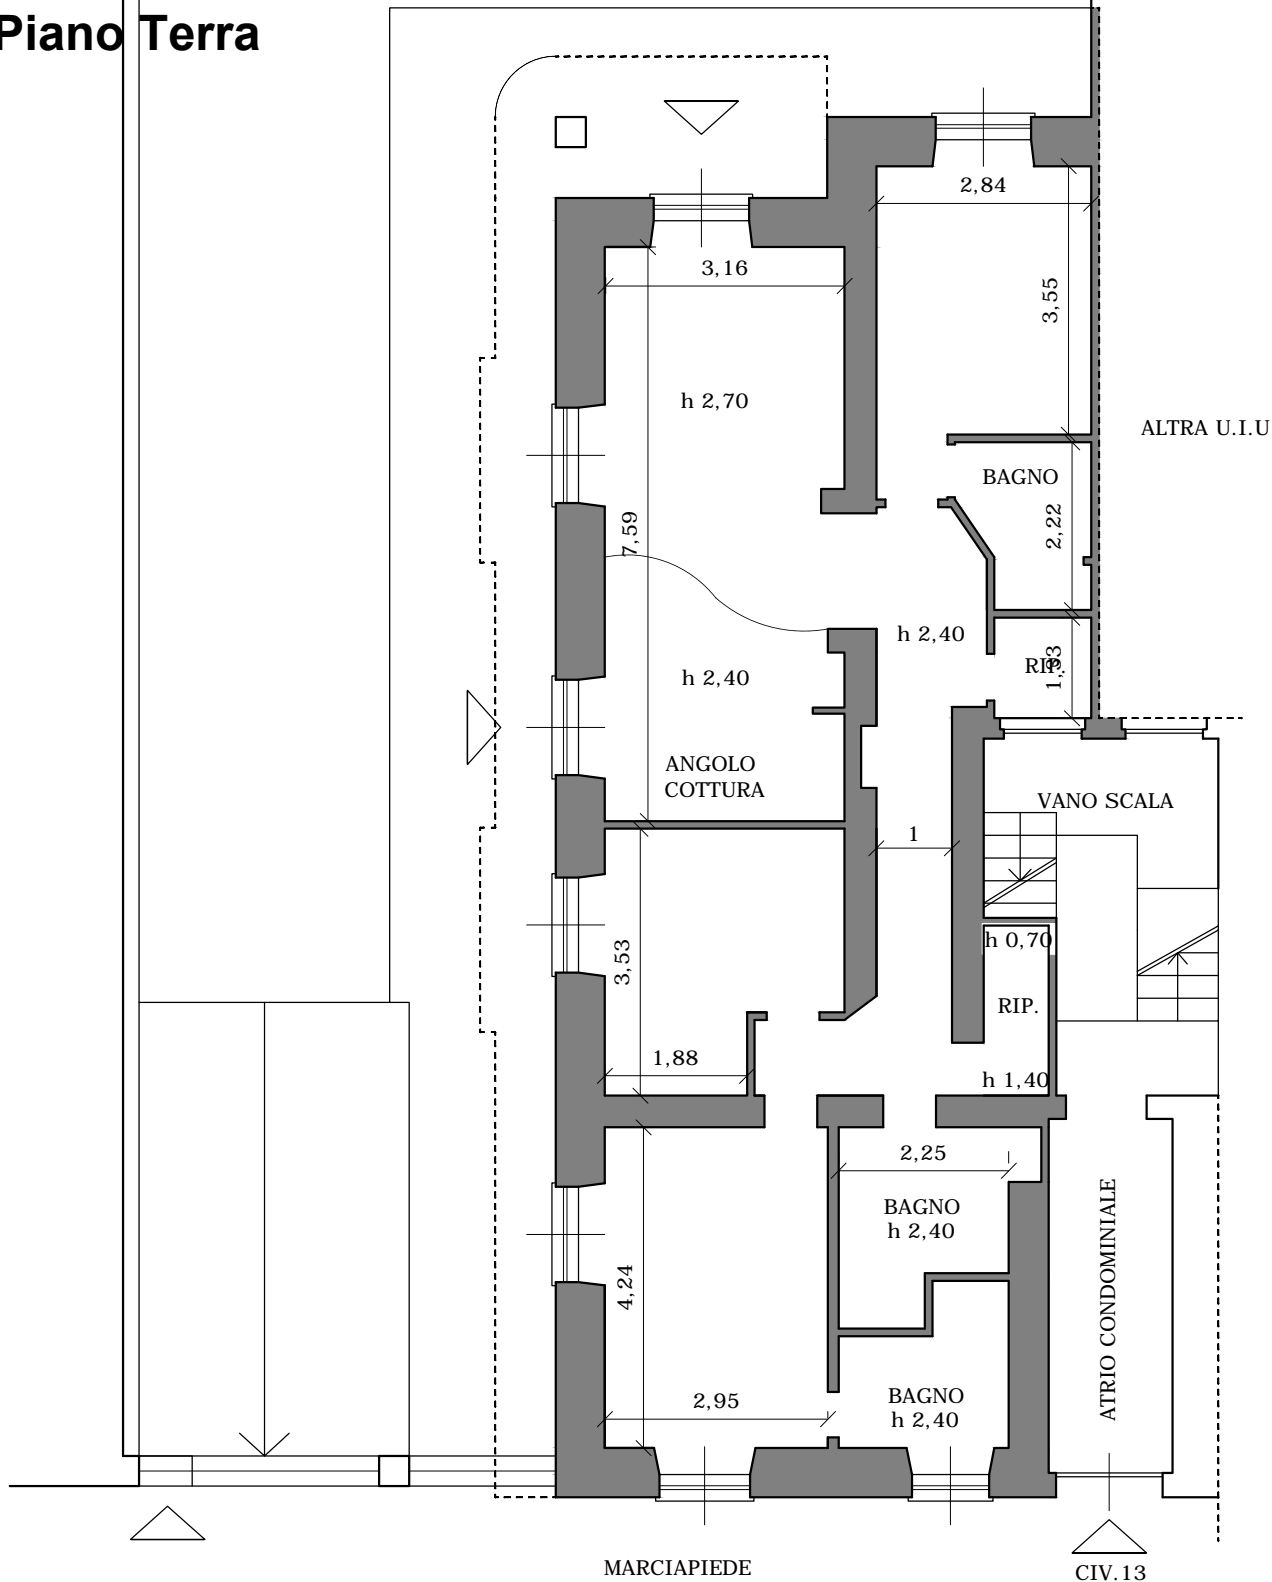 Piano Terra
2,84
3,16
3,55
h 2,70
ALTRA U.I.U
BAGNO
2,22
7,59
h 2,40
RIP.
1,33
h 2,40
ANGOLO
COTTURA
VANO SCALA
1
h 0,70
3,53
RIP.
1,88
h 1,40
2,25
BAGNO
h 2,40
4,24
ATRIO CONDOMINIALE
2,95
BAGNO
h 2,40
MARCIAPIEDE
CIV.13